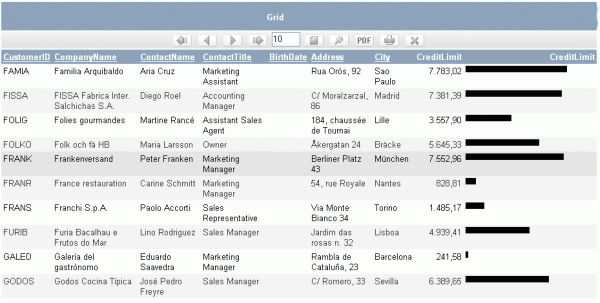 Grid
10 PDF
CustomerID CompanyName ContactName ContactTitle BirthDate Address City CreditLimit CreditLimit
FAMIA Familia Arquibaldo Aria Cruz Marketing Rua Orós, 92 Sao 7.783,02
Assistant Paulo
FISSA FISSA Fabrica Inter. Diego Roel Accounting C/ Moralzarzal, Madrid 7.381,39
Salchichas S.A. Manager 86
FOLIG Folies gourmandes Martine Rancé Assistant Sales 184, chaussée Lille 3.557,90
Agent de Tournai
FOLKO Folk och fä HB Maria Larsson Owner Åkergatan 24 Bräcke 5.645,33
FRANK Frankenversand Peter Franken Marketing Berliner Platz München 7.552,96
Manager 43
FRANR France restauration Carine Schmitt Marketing 54, rue Royale Nantes 828,81
Manager
FRANS Franchi S.p.A. Paolo Accorti Sales Via Monte Torino 1.485,17
Representative Bianco 34
FURIB Furia Bacalhau e Lino Rodriguez Sales Manager Jardim das Lisboa 4.939,41
Frutos do Mar rosas n. 32
GALED Galería del Eduardo Marketing Rambla de Barcelona 241,58
gastrónomo Saavedra Manager Cataluña, 23
GODOS Godos Cocina Típica José Pedro Sales Manager C/ Romero, 33 Sevilla 6.389,65
Freyre